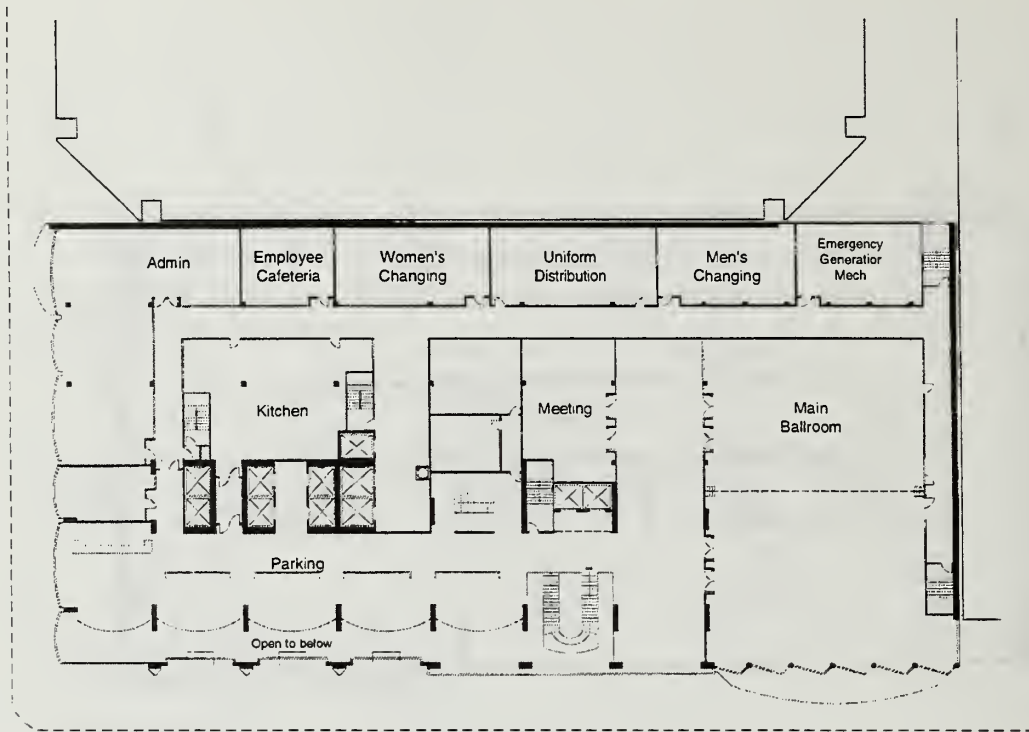 Admin
Employee
Cafeteria
Women's
Changing
Uniform
Distribution
Men's
Changing
Emergency
Generatior
Mech
Kitchen
Meeting
Main
Ballroom
Parking
Open to below